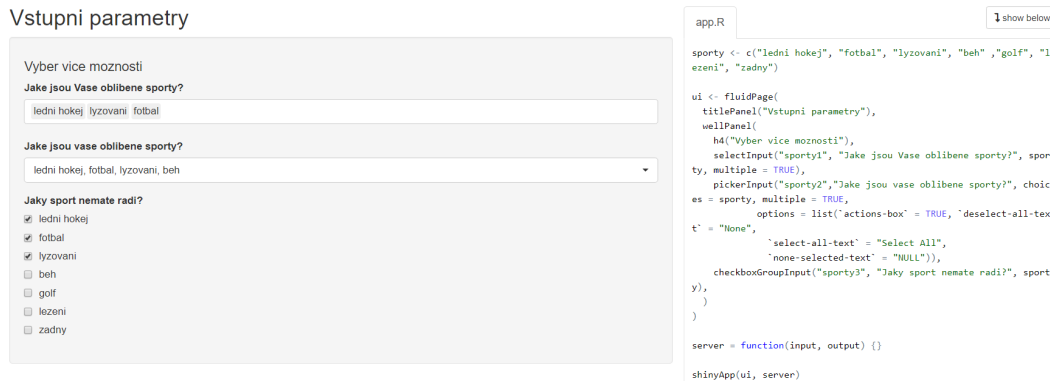 Vstupni parametry
Vyber vice moznosti
Jake jsou Vase oblibene sporty?
ledni hokej lyzovani fotbal
Jake jsou vase oblibene sporty?
ledni hokej, fotbal, lyzovani, beh
Jaky sport nemate radi?
ledni hokej
fotbal
lyzovani
beh
golf
lezeni
zadny
app.R
show below
sporty <- c("ledni hokej", "fotbal", "lyzovani", "beh" ,"golf", "l
ezeni", "zadny")
ui <- fluidPage(
titlePanel("Vstupni parametry"),
wellPanel(
h4("Vyber vice moznosti"),
selectInput("sporty1", "Jake jsou Vase oblibene sporty?", spor
ty, multiple = TRUE),
pickerInput("sporty2","Jake jsou vase oblibene sporty?", choic
es = sporty, multiple = TRUE,
options = list(`actions-box` = TRUE, `deselect-all-tex
t` = "None",
`select-all-text` = "Select All",
`none-selected-text` = "NULL")),
checkboxGroupInput("sporty3", "Jaky sport nemate radi?", sport
y),
)
)
server = function(input, output) {}
shinyApp(ui, server)